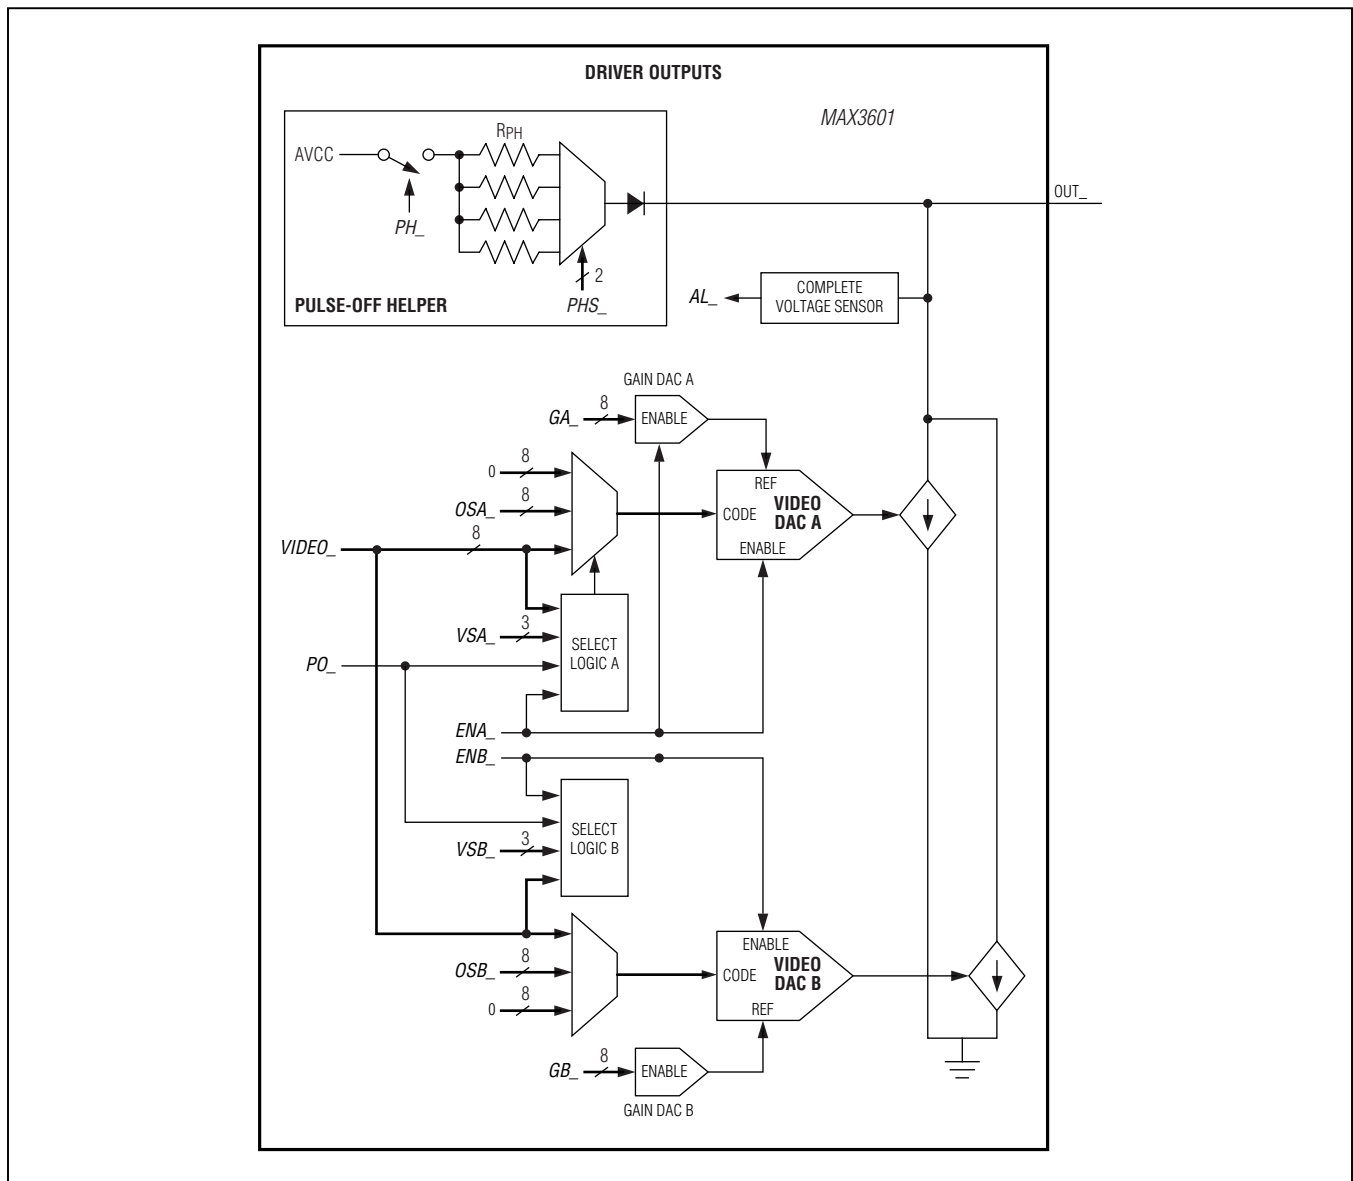 DRIVER OUTPUTS
MAX3601
RPH
AVCC
PH_
2
PHS_
PULSE-OFF HELPER
OUT_
COMPLETE
VOLTAGE SENSOR
AL_
GAIN DAC A
GA_
8
ENABLE
0
8
OSA_
8
VIDEO_
8
REF
CODE
VIDEO
DAC A
ENABLE
VSA_
3
SELECT
LOGIC A
PO_
ENA_
ENB_
SELECT
LOGIC B
VSB_
3
OSB_
8
0
8
ENABLE
CODE
VIDEO
DAC B
REF
GB_
8
ENABLE
GAIN DAC B